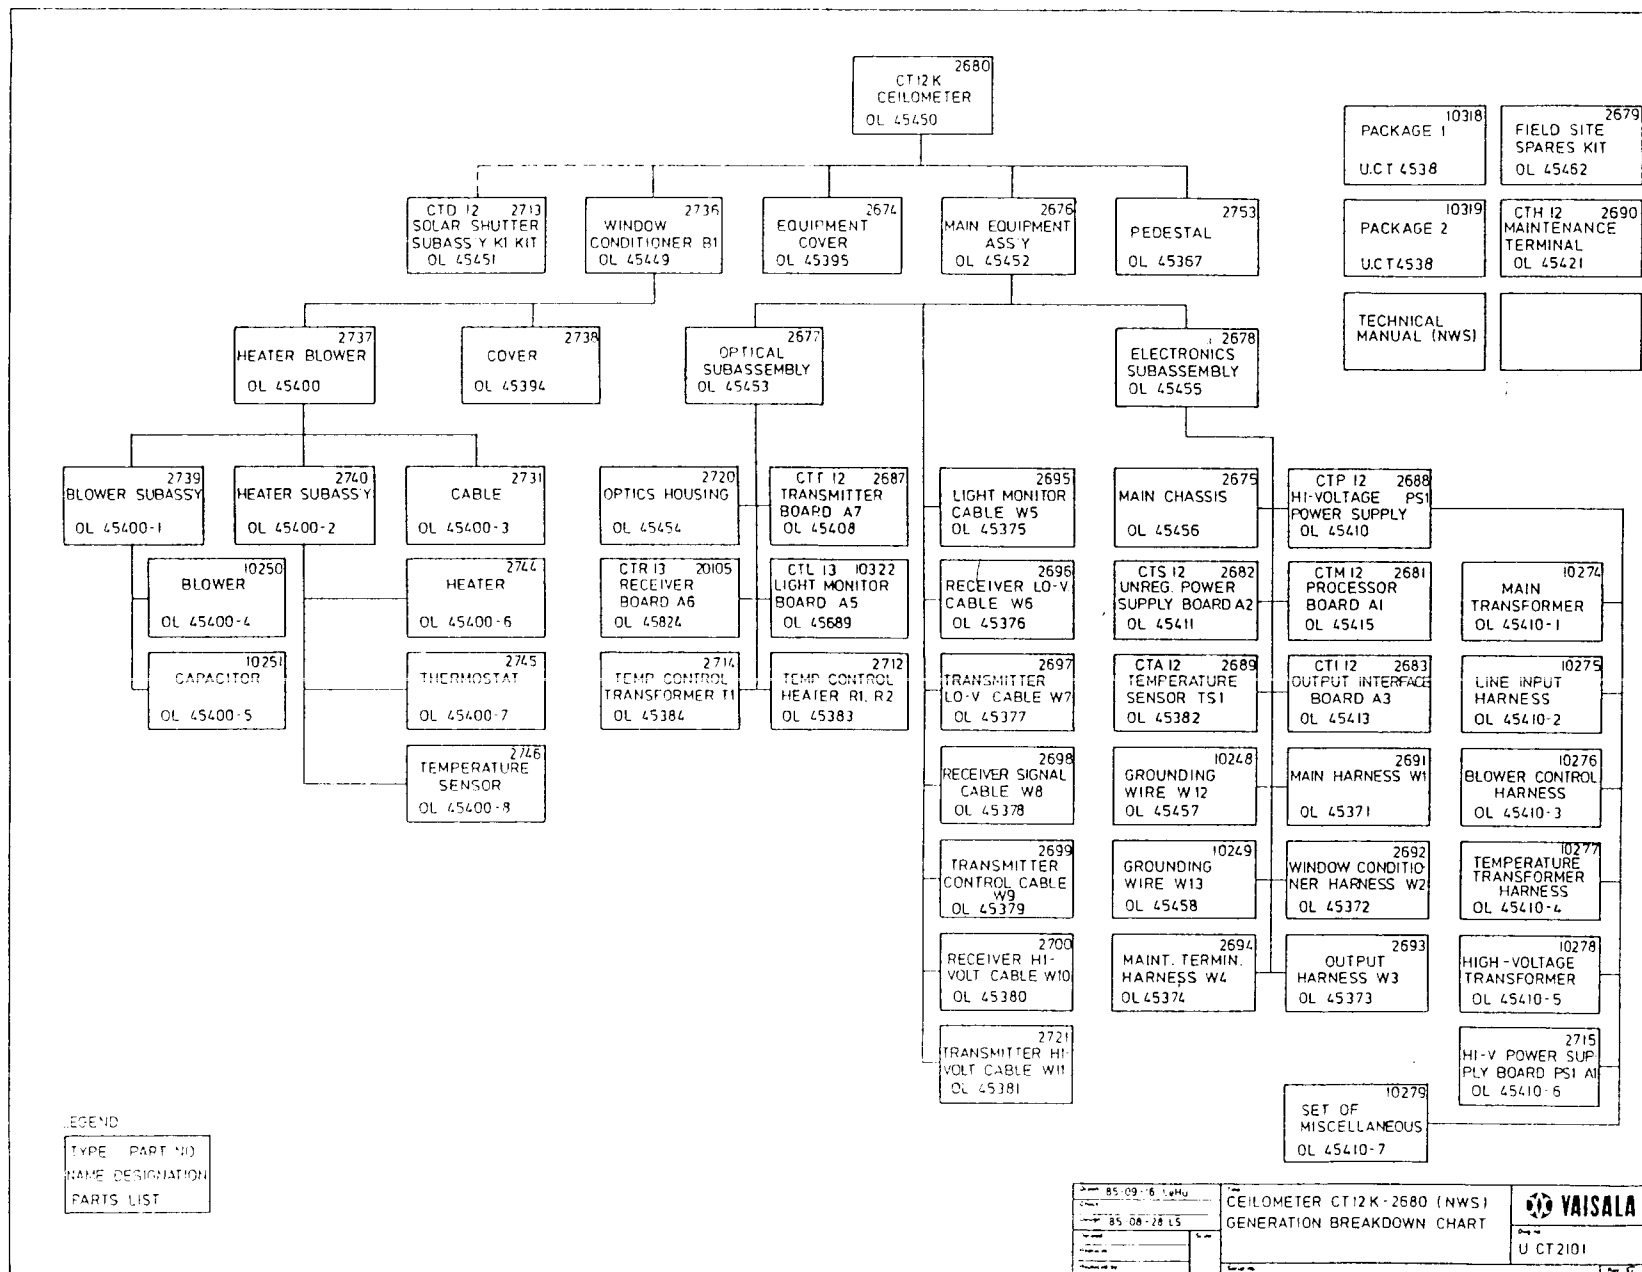 2680
CT12K
CEILOMETER
OL 45450
10318
PACKAGE 1
U.CT 4538
2679
FIELD SITE
SPARES KIT
OL 45462
CTD 12 2713
SOLAR SHUTTER
SUBASS'Y K1 KIT
OL 45451
2736
WINDOW
CONDITIONER B1
OL 45449
2674
EQUIPMENT
COVER
OL 45395
2676
MAIN EQUIPMENT
ASS'Y
OL 45452
2753
PEDESTAL
OL 45367
10319
PACKAGE 2
U.CT4538
CTH 12 2690
MAINTENANCE
TERMINAL
OL 45421
TECHNICAL
MANUAL (NWS)
2737
HEATER BLOWER
OL 45400
2738
COVER
OL 45394
2677
OPTICAL
SUBASSEMBLY
OL 45453
2678
ELECTRONICS
SUBASSEMBLY
OL 45455
2739
BLOWER SUBASSY
OL 45400-1
2740
HEATER SUBASS'Y
OL 45400-2
2731
CABLE
OL 45400-3
2720
OPTICS HOUSING
OL 45454
CTT 12 2687
TRANSMITTER
BOARD A7
OL 45408
2695
LIGHT MONITOR
CABLE W5
OL 45375
2675
MAIN CHASSIS
OL 45456
CTP 12 2688
HI-VOLTAGE PS1
POWER SUPPLY
OL 45410
10250
BLOWER
OL 45400-4
2744
HEATER
OL 45400-6
CTR 13 20105
RECEIVER
BOARD A6
OL 45824
CTL 13 10322
LIGHT MONITOR
BOARD A5
OL 45689
2696
RECEIVER LO-V
CABLE W6
OL 45376
CTS 12 2682
UNREG. POWER
SUPPLY BOARD A2
OL 45411
CTM 12 2681
PROCESSOR
BOARD A1
OL 45415
10274
MAIN
TRANSFORMER
OL 45410-1
10251
CAPACITOR
OL 45400-5
2745
THERMOSTAT
OL 45400-7
2714
TEMP CONTROL
TRANSFORMER T1
OL 45384
2712
TEMP CONTROL
HEATER R1, R2
OL 45383
2697
TRANSMITTER
LO-V CABLE W7
OL 45377
CTA 12 2689
TEMPERATURE
SENSOR TS1
OL 45382
CTI 12 2683
OUTPUT INTERFACE
BOARD A3
OL 45413
10275
LINE INPUT
HARNESS
OL 45410-2
2746
TEMPERATURE
SENSOR
OL 45400-8
2698
RECEIVER SIGNAL
CABLE W8
OL 45378
10248
GROUNDING
WIRE W12
OL 45457
2691
MAIN HARNESS W1
OL 45371
10276
BLOWER CONTROL
HARNESS
OL 45410-3
2699
TRANSMITTER
CONTROL CABLE
W9
OL 45379
10249
GROUNDING
WIRE W13
OL 45458
2692
WINDOW CONDITIO-
NER HARNESS W2
OL 45372
10277
TEMPERATURE
TRANSFORMER
HARNESS
OL 45410-4
2700
RECEIVER HI-
VOLT CABLE W10
OL 45380
2694
MAINT. TERMIN.
HARNESS W4
OL 45374
2693
OUTPUT
HARNESS W3
OL 45373
10278
HIGH-VOLTAGE
TRANSFORMER
OL 45410-5
2721
TRANSMITTER HI-
VOLT CABLE W11
OL 45381
2715
HI-V POWER SUP-
PLY BOARD PS1 A1
OL 45410-6
10279
SET OF
MISCELLANEOUS
OL 45410-7
LEGEND
TYPE PART NO
NAME DESIGNATION
PARTS LIST
85-09-16 LeHu
85-08-28 LS
CEILOMETER CT12K-2680 (NWS)
GENERATION BREAKDOWN CHART
VAISALA
U CT2101